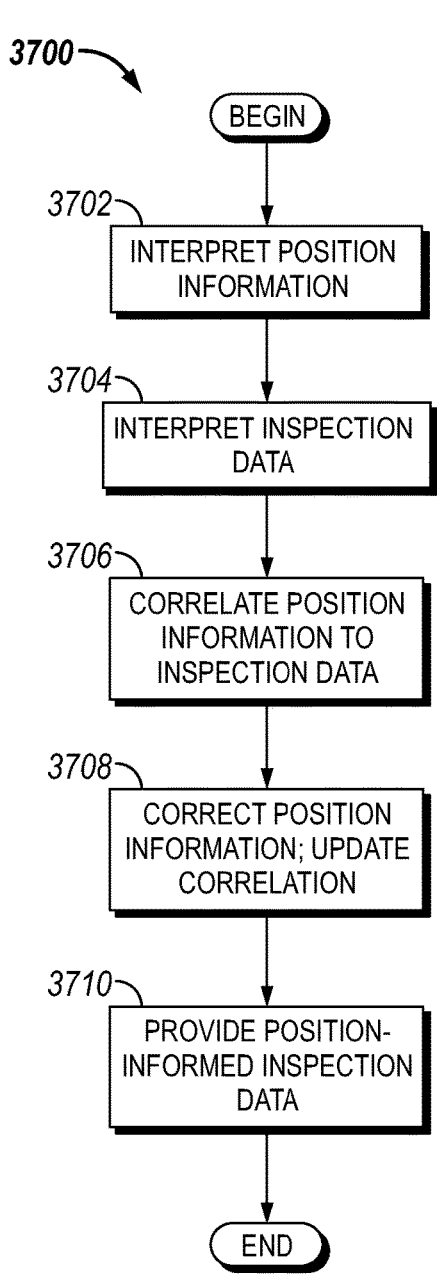 3700
BEGIN
3702
INTERPRET POSITION
INFORMATION
3704
INTERPRET INSPECTION
DATA
3706
CORRELATE POSITION
INFORMATION TO
INSPECTION DATA
3708
CORRECT POSITION
INFORMATION; UPDATE
CORRELATION
3710
PROVIDE POSITION-
INFORMED INSPECTION
DATA
END